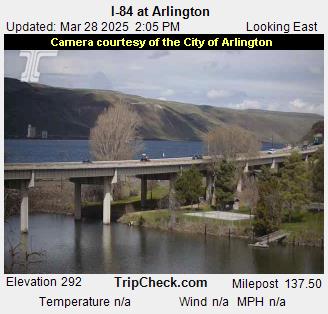 I-84 at Arlington
Updated: Mar 28 2025 2:05 PM Looking East
Camera courtesy of the City of Arlington
Elevation 292 TripCheck.com Milepost 137.50
Temperature n/a Wind n/a MPH n/a